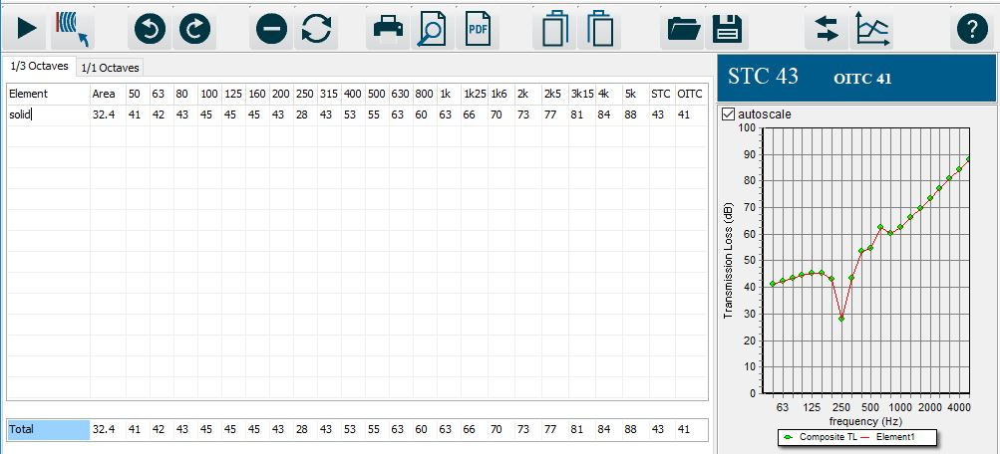 PDF
?
1/3 Octaves 1/1 Octaves
Element Area 50 63 80 100 125 160 200 250 315 400 500 630 800 1k 1k25 1k6 2k 2k5 3k15 4k 5k STC OITC
solid 32.4 41 42 43 45 45 45 43 28 43 53 55 63 60 63 66 70 73 77 81 84 88 43 41
Total 32.4 41 42 43 45 45 45 43 28 43 53 55 63 60 63 66 70 73 77 81 84 88 43 41
STC 43 OITC 41
autoscale
100
90
80
70
60
50
40
30
20
10
0
Transmission Loss (dB)
63 125 250 500 1000 2000 4000
frequency (Hz)
Composite TL Element1